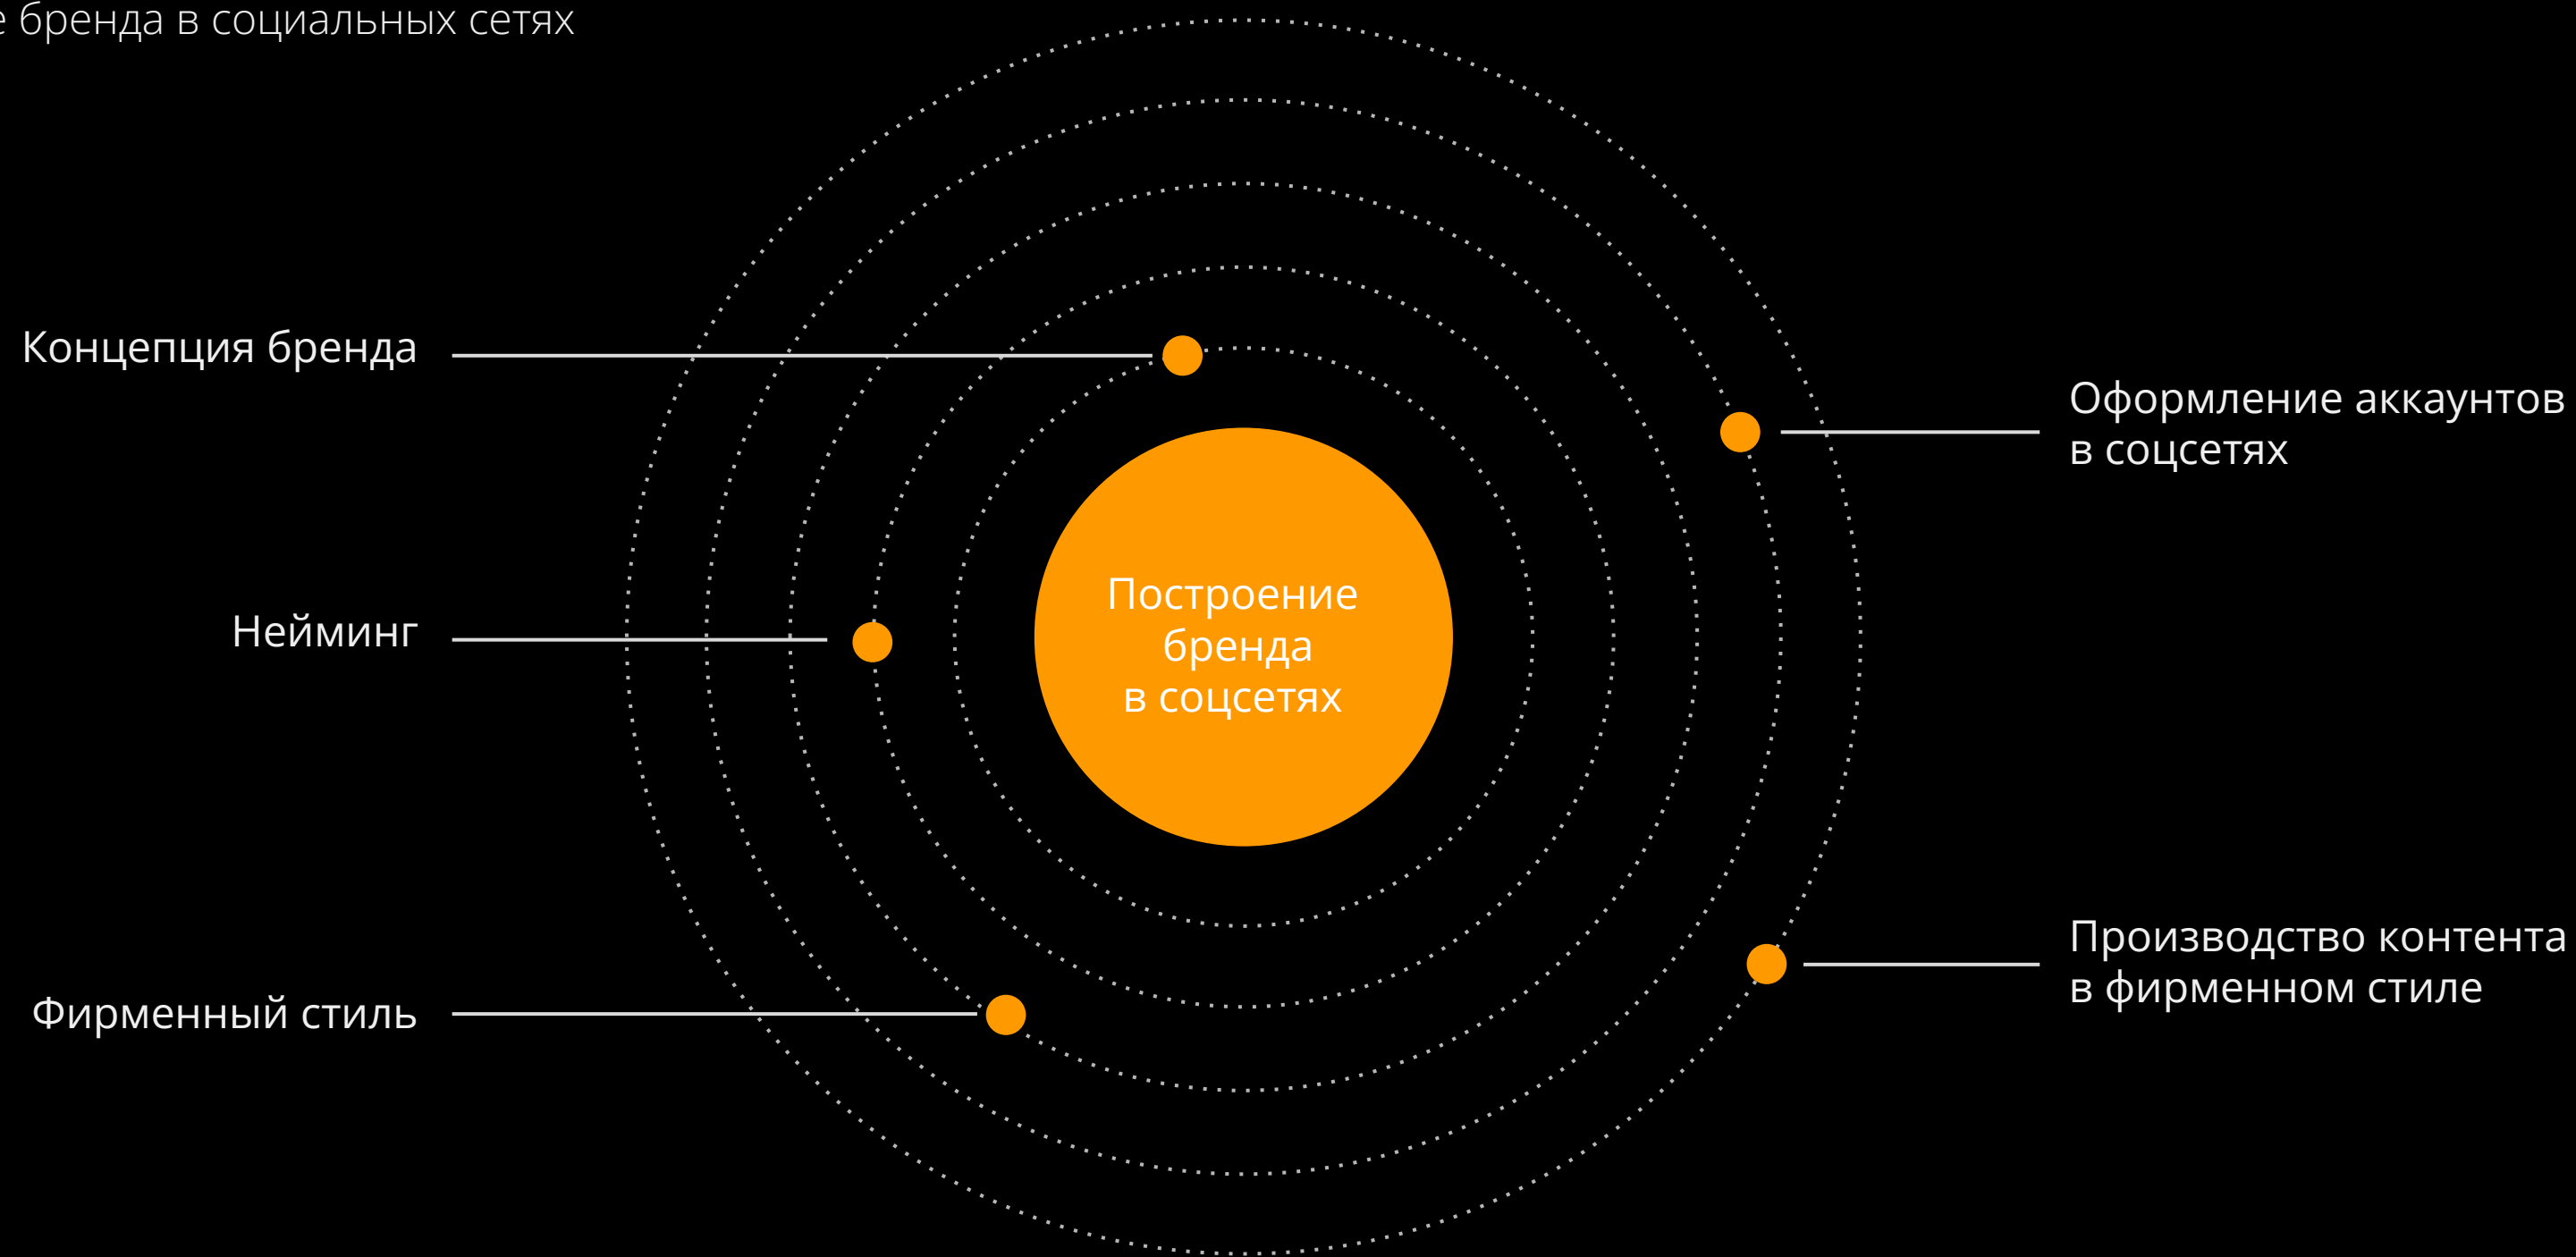 е бренда в социальных сетях
Концепция бренда
Нейминг
Фирменный стиль
Построение
бренда
в соцсетях
Оформление аккаунтов
в соцсетях
Производство контента
в фирменном стиле